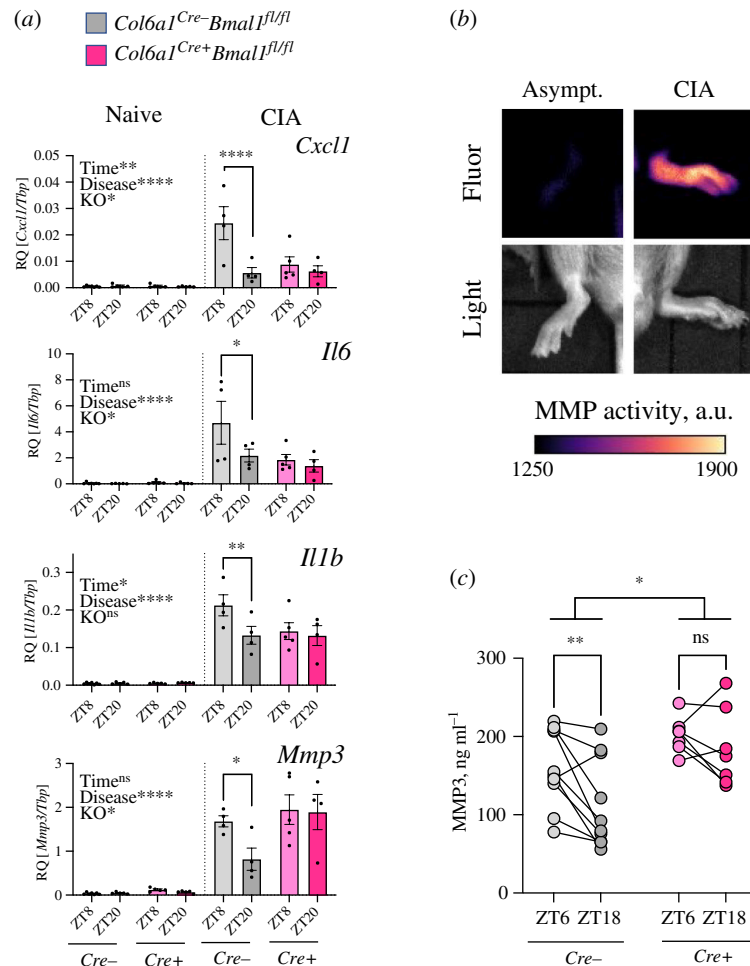 (a)
Col6a1Cre–Bmal1fl/fl
Col6a1Cre+Bmal1fl/fl
Naive
CIA
Cxcl1
RQ [Cxcl1/Tbp]
0.05
0.04
0.03
0.02
0.01
0
Time**
Disease****
KO*
****
ZT8
ZT20
ZT8
ZT20
ZT8
ZT20
ZT8
ZT20
Il6
RQ [Il6/Tbp]
10
8
6
4
2
0
Timens
Disease****
KO*
*
ZT8
ZT20
ZT8
ZT20
ZT8
ZT20
ZT8
ZT20
Il1b
RQ [Il1b/Tbp]
0.3
0.2
0.1
0
Time*
Disease****
KOns
**
ZT8
ZT20
ZT8
ZT20
ZT8
ZT20
ZT8
ZT20
Mmp3
RQ [Mmp3/Tbp]
3
2
1
0
Timens
Disease****
KO*
*
ZT8
ZT20
ZT8
ZT20
ZT8
ZT20
ZT8
ZT20
Cre–
Cre+
Cre–
Cre+
(b)
Asympt.
CIA
Fluor
Light
MMP activity, a.u.
1250
1900
(c)
*
**
ns
MMP3, ng ml–1
300
200
100
0
ZT6
ZT18
ZT6
ZT18
Cre–
Cre+